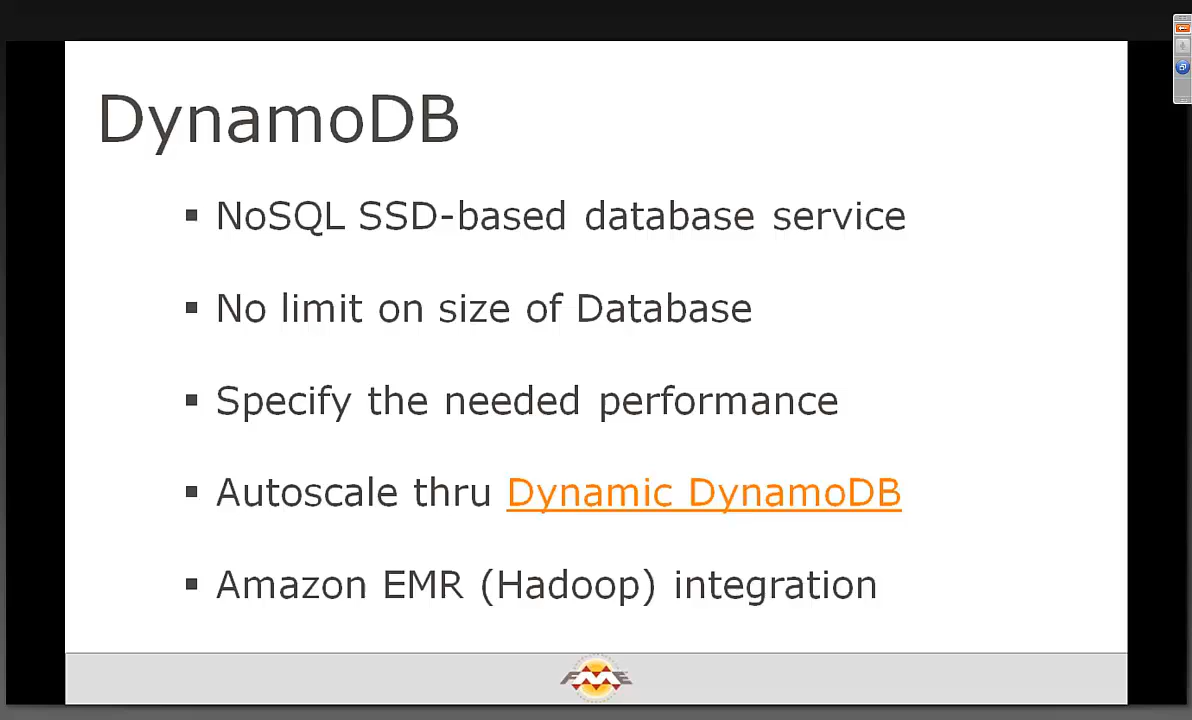 DynamoDB
▪ NoSQL SSD-based database service
▪ No limit on size of Database
▪ Specify the needed performance
▪ Autoscale thru Dynamic DynamoDB
▪ Amazon EMR (Hadoop) integration
FME